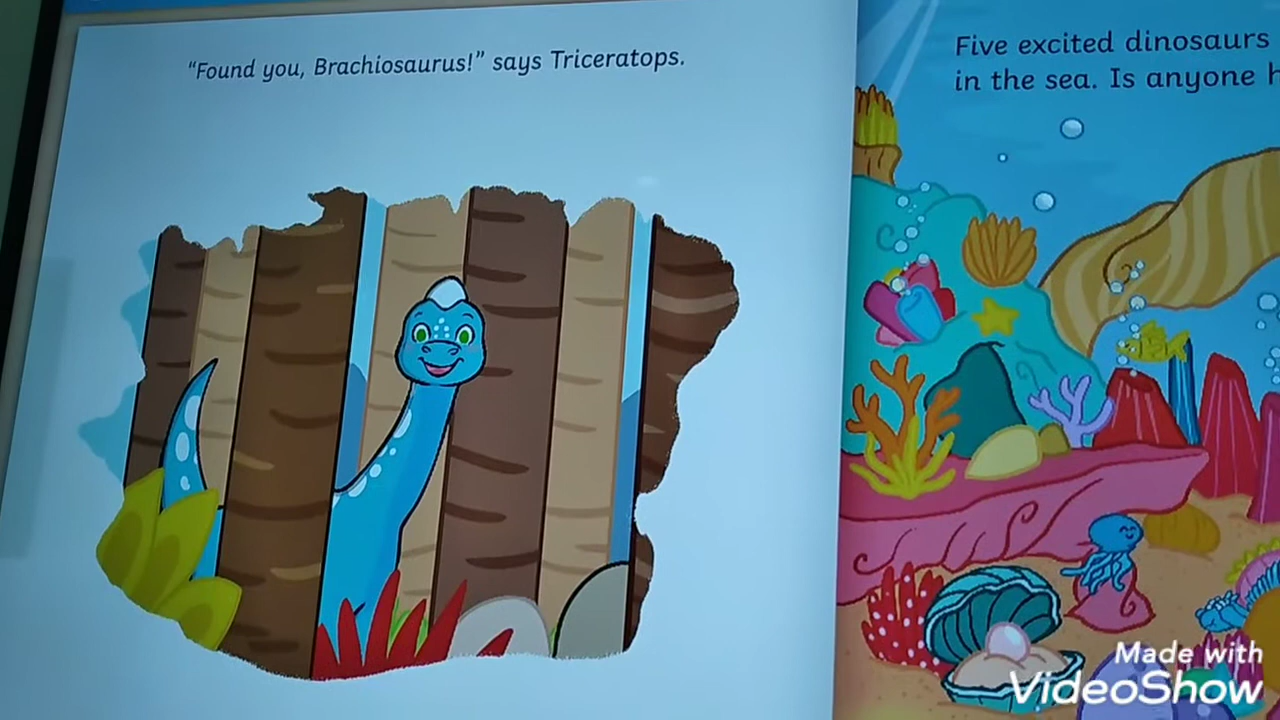 “Found you, Brachiosaurus!” says Triceratops.
Five excited dinosaurs
in the sea. Is anyone
Made with
VideoShow